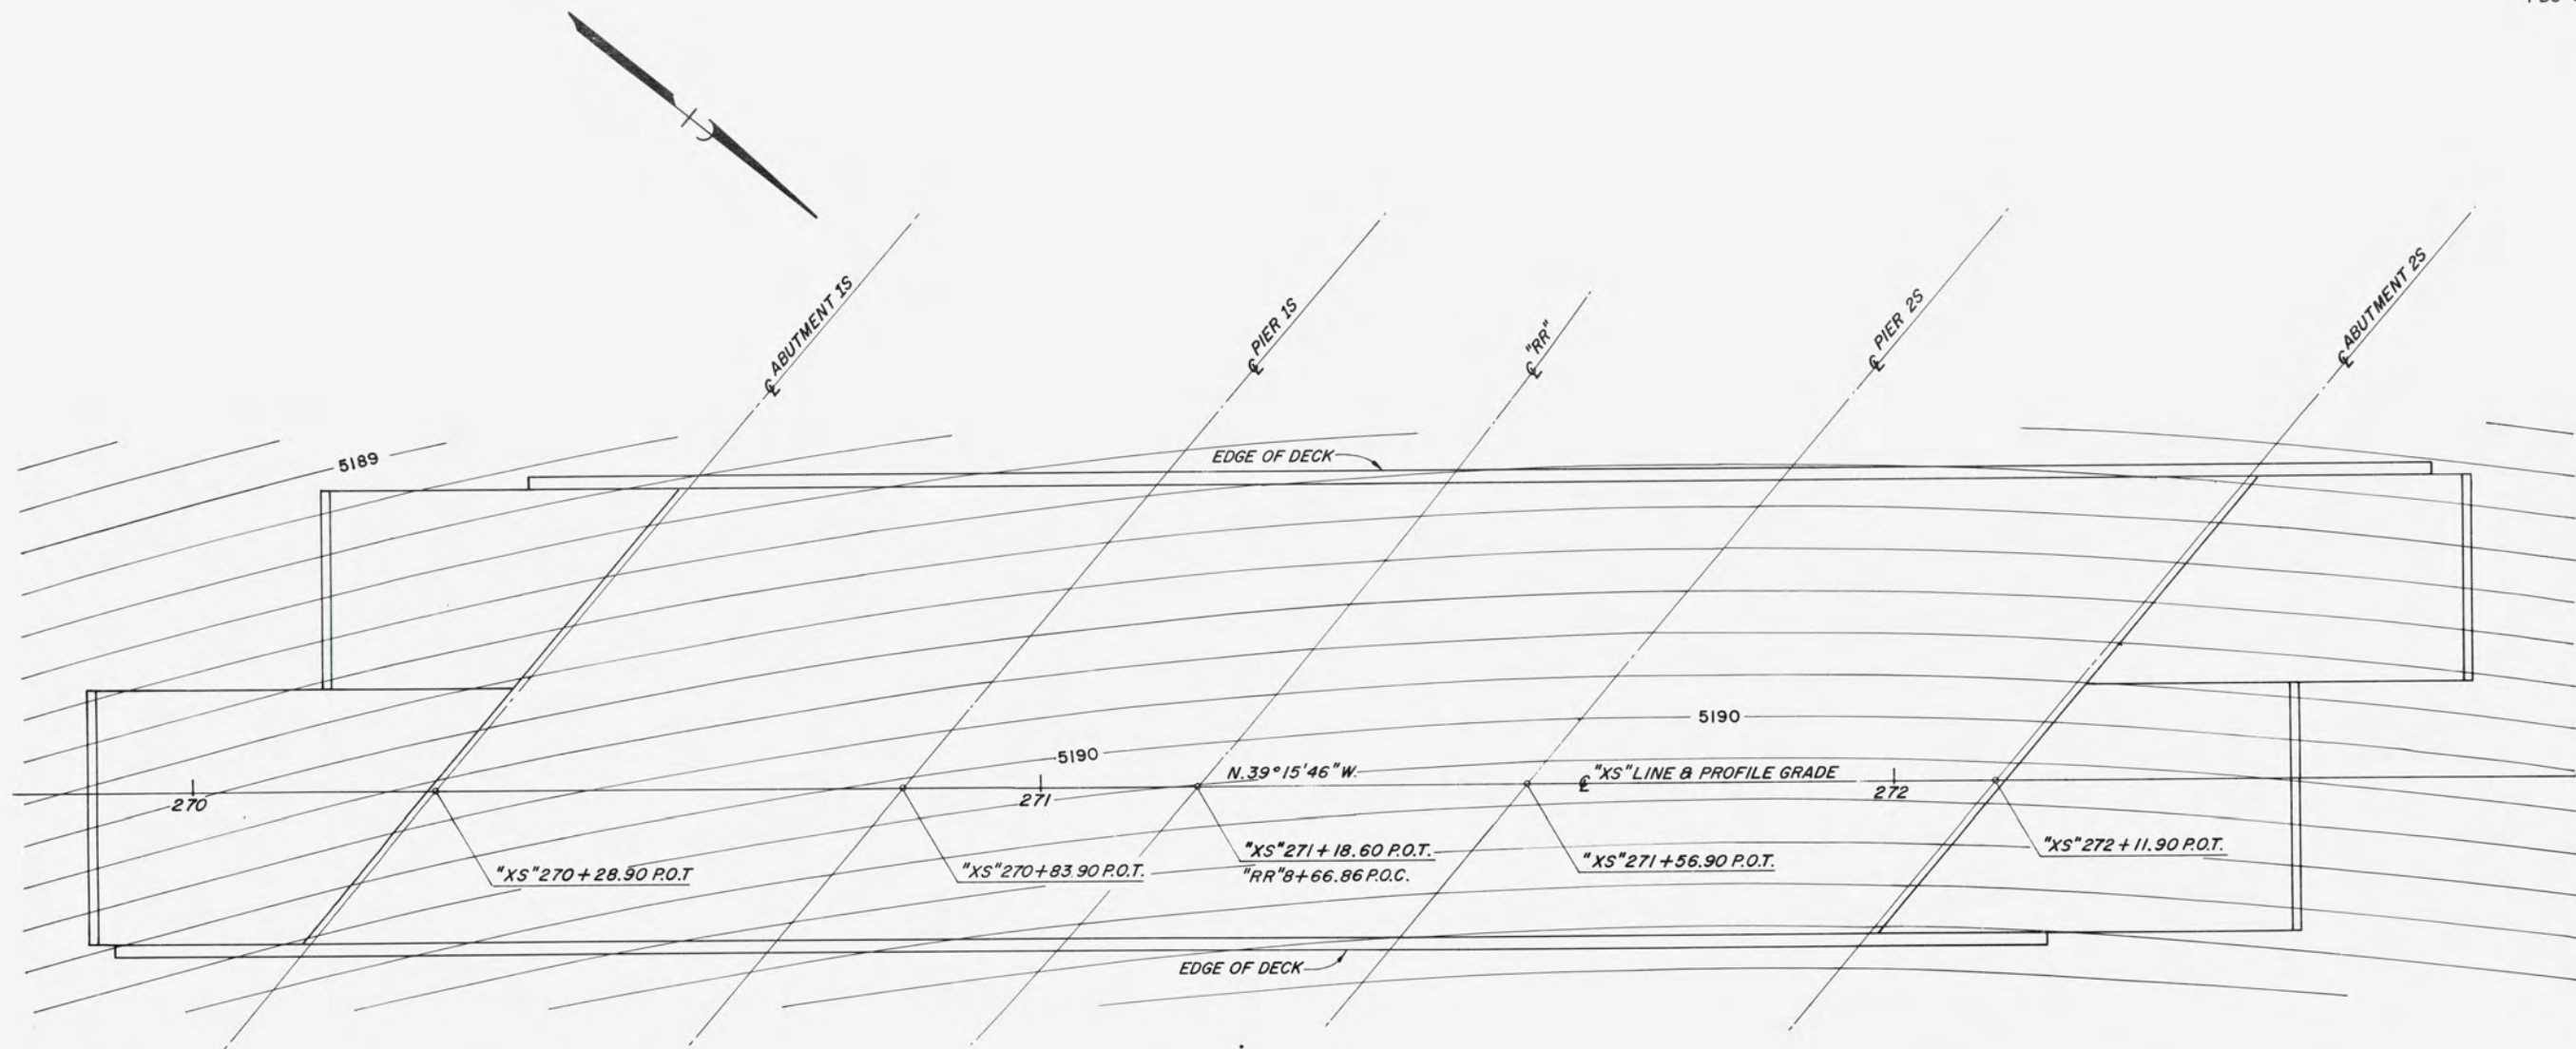 ℄ ABUTMENT 1S
℄ PIER 1S
℄ "RR"
℄ PIER 2S
℄ ABUTMENT 2S
5189
EDGE OF DECK
5190
5190
N.39°15'46"W.
℄ "XS" LINE & PROFILE GRADE
270
271
272
"XS" 270+28.90 P.O.T
"XS" 270+83.90 P.O.T.
"XS" 271+18.60 P.O.T.
"RR" 8+66.86 P.O.C.
"XS" 271+56.90 P.O.T.
"XS" 272+11.90 P.O.T.
EDGE OF DECK